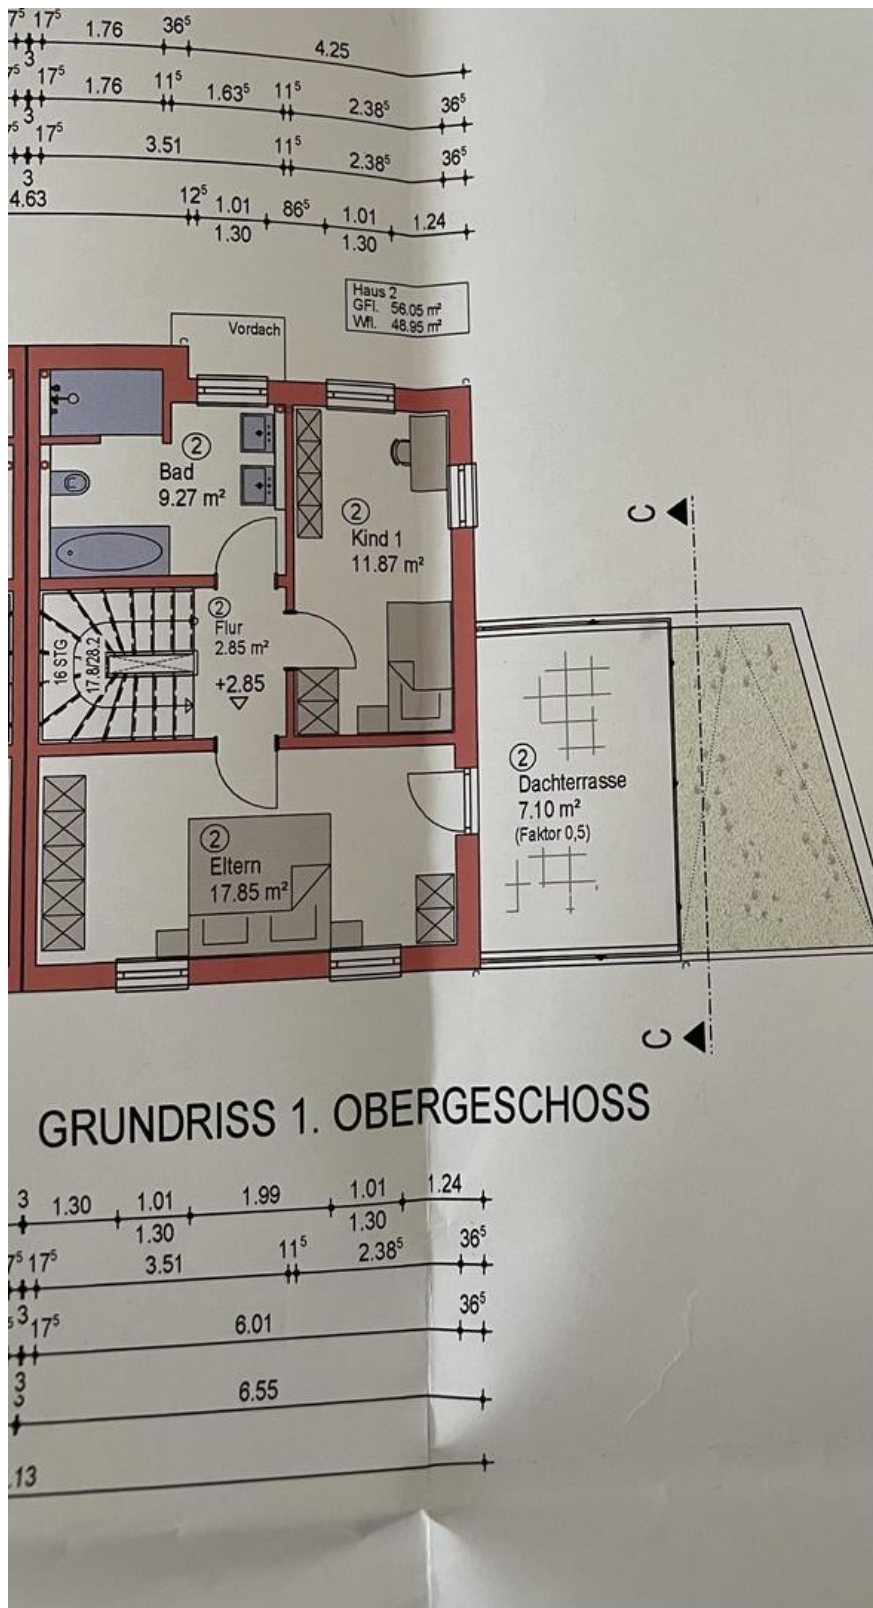 17⁵ 1.76 36⁵ 4.25
3
17⁵ 1.76 11⁵ 1.63⁵ 11⁵ 2.38⁵ 36⁵
3
17⁵ 3.51 11⁵ 2.38⁵ 36⁵
3
4.63 12⁵ 1.01 86⁵ 1.01 1.24
1.30 1.30
Haus 2
GFl. 56.05 m²
Wfl. 48.95 m²
Vordach
2
Bad
9.27 m²
2
Kind 1
11.87 m²
C
2
Flur
2.85 m²
+2.85
16 STG
17.8/28.2
2
Dachterrasse
7.10 m²
(Faktor 0,5)
2
Eltern
17.85 m²
C
GRUNDRISS 1. OBERGESCHOSS
3 1.30 1.01 1.99 1.01 1.24
1.30 1.30
17⁵ 3.51 11⁵ 2.38⁵ 36⁵
3 17⁵ 6.01 36⁵
3
3 6.55
.13